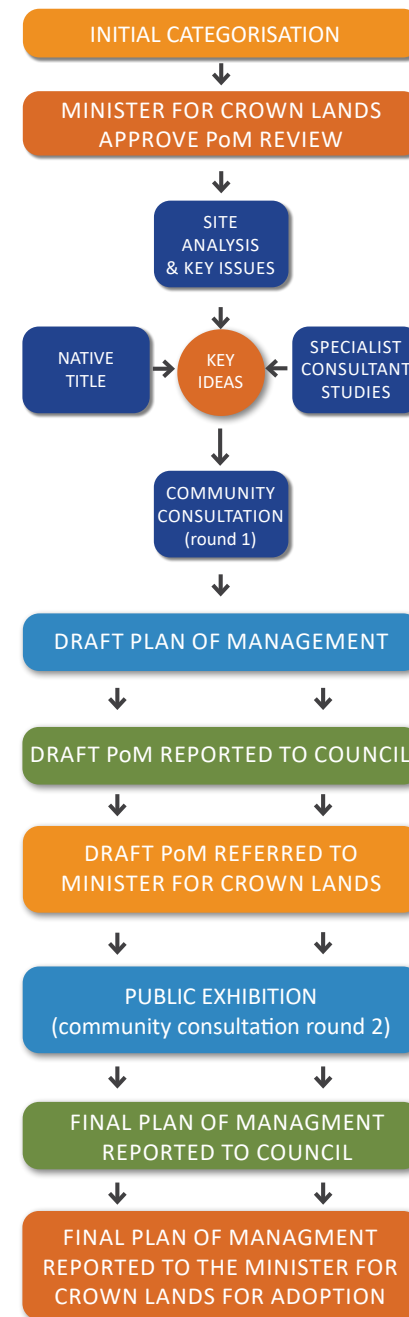 INITIAL CATEGORISATION
MINISTER FOR CROWN LANDS
APPROVE PoM REVIEW
SITE
ANALYSIS
& KEY ISSUES
NATIVE
TITLE
KEY
IDEAS
SPECIALIST
CONSULTANT
STUDIES
COMMUNITY
CONSULTATION
(round 1)
DRAFT PLAN OF MANAGEMENT
DRAFT PoM REPORTED TO COUNCIL
DRAFT PoM REFERRED TO
MINISTER FOR CROWN LANDS
PUBLIC EXHIBITION
(community consultation round 2)
FINAL PLAN OF MANAGMENT
REPORTED TO COUNCIL
FINAL PLAN OF MANAGMENT
REPORTED TO THE MINISTER FOR
CROWN LANDS FOR ADOPTION